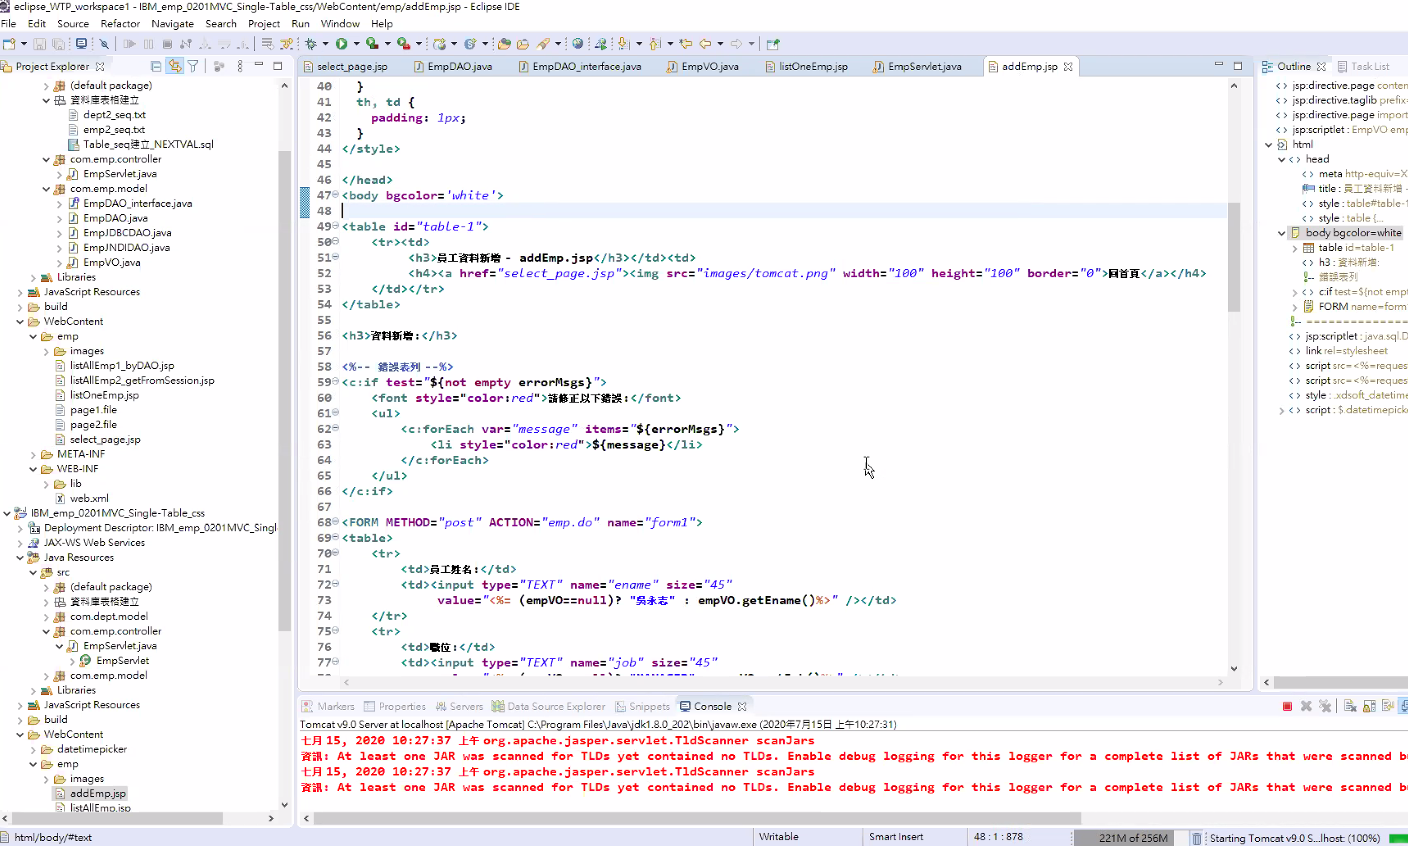 eclipse_WTP_workspace1 - IBM_emp_0201MVC_Single-Table_css/WebContent/emp/addEmp.jsp - Eclipse IDE
File Edit Source Refactor Navigate Search Project Run Window Help
Project Explorer
(default package)
資料庫表格建立
dept2_seq.txt
emp2_seq.txt
Table_seq建立_NEXTVAL.sql
com.emp.controller
EmpServlet.java
com.emp.model
EmpDAO_interface.java
EmpDAO.java
EmpJDBCDAO.java
EmpJNDIDAO.java
EmpVO.java
Libraries
JavaScript Resources
build
WebContent
emp
images
listAllEmp1_byDAO.jsp
listAllEmp2_getFromSession.jsp
listOneEmp.jsp
page1.file
page2.file
select_page.jsp
META-INF
WEB-INF
lib
web.xml
IBM_emp_0201MVC_Single-Table_css
Deployment Descriptor: IBM_emp_0201MVC_Singl
JAX-WS Web Services
Java Resources
src
(default package)
資料庫表格建立
com.dept.model
com.emp.controller
EmpServlet.java
EmpServlet
com.emp.model
Libraries
JavaScript Resources
build
WebContent
datetimepicker
emp
images
addEmp.jsp
listAllEmp.jsp
select_page.jsp EmpDAO.java EmpDAO_interface.java EmpVO.java listOneEmp.jsp EmpServlet.java addEmp.jsp
40 }
41 th, td {
42 padding: 1px;
43 }
44 </style>
45
46 </head>
47 <body bgcolor='white'>
48
49 <table id="table-1">
50 <tr><td>
51 <h3>員工資料新增 - addEmp.jsp</h3></td><td>
52 <h4><a href="select_page.jsp"><img src="images/tomcat.png" width="100" height="100" border="0">回首頁</a></h4>
53 </td></tr>
54 </table>
55
56 <h3>資料新增:</h3>
57
58 <%-- 錯誤表列 --%>
59 <c:if test="${not empty errorMsgs}">
60 <font style="color:red">請修正以下錯誤:</font>
61 <ul>
62 <c:forEach var="message" items="${errorMsgs}">
63 <li style="color:red">${message}</li>
64 </c:forEach>
65 </ul>
66 </c:if>
67
68 <FORM METHOD="post" ACTION="emp.do" name="form1">
69 <table>
70 <tr>
71 <td>員工姓名:</td>
72 <td><input type="TEXT" name="ename" size="45"
73 value="<%= (empVO==null)? "吳永志" : empVO.getEname()%>" /></td>
74 </tr>
75 <tr>
76 <td>職位:</td>
77 <td><input type="TEXT" name="job" size="45"
Outline Task List
jsp:directive.page conten
jsp:directive.taglib prefix=
jsp:directive.page import
jsp:scriptlet : EmpVO emp
html
head
meta http-equiv=X
title : 員工資料新增 -
style : table#table-1
style : table {...
body bgcolor=white
table id=table-1
h3 : 資料新增:
錯誤表列
c:if test=${not empt
FORM name=form1
===============
jsp:scriptlet : java.sql.D
link rel=stylesheet
script src=<%=reques
script src=<%=reques
style : .xdsoft_datetim
script : $.datetimepick
Markers Properties Servers Data Source Explorer Snippets Console
Tomcat v9.0 Server at localhost [Apache Tomcat] C:\Program Files\Java\jdk1.8.0_202\bin\javaw.exe (2020年7月15日 上午10:27:31)
七月 15, 2020 10:27:37 上午 org.apache.jasper.servlet.TldScanner scanJars
資訊: At least one JAR was scanned for TLDs yet contained no TLDs. Enable debug logging for this logger for a complete list of JARs that were scanned bu
七月 15, 2020 10:27:37 上午 org.apache.jasper.servlet.TldScanner scanJars
資訊: At least one JAR was scanned for TLDs yet contained no TLDs. Enable debug logging for this logger for a complete list of JARs that were scanned bu
html/body/#text Writable Smart Insert 48 : 1 : 878 221M of 256M Starting Tomcat v9.0 S...lhost: (100%)